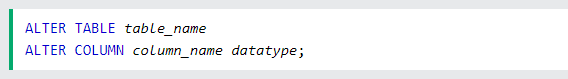 ALTER TABLE table_name
ALTER COLUMN column_name datatype;